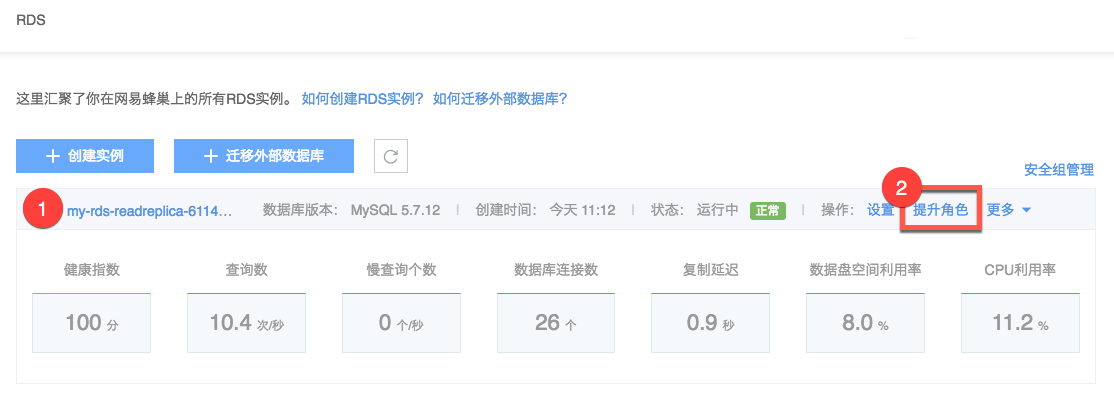 RDS
这里汇聚了你在网易蜂巢上的所有RDS实例。 如何创建RDS实例? 如何迁移外部数据库?
+ 创建实例 + 迁移外部数据库
安全组管理
1 my-rds-readreplica-6114... 数据库版本: MySQL 5.7.12 | 创建时间: 今天 11:12 | 状态: 运行中 正常 | 操作: 设置 2 提升角色 更多
健康指数 查询数 慢查询个数 数据库连接数 复制延迟 数据盘空间利用率 CPU利用率
100 分 10.4 次/秒 0 个/秒 26 个 0.9 秒 8.0 % 11.2 %